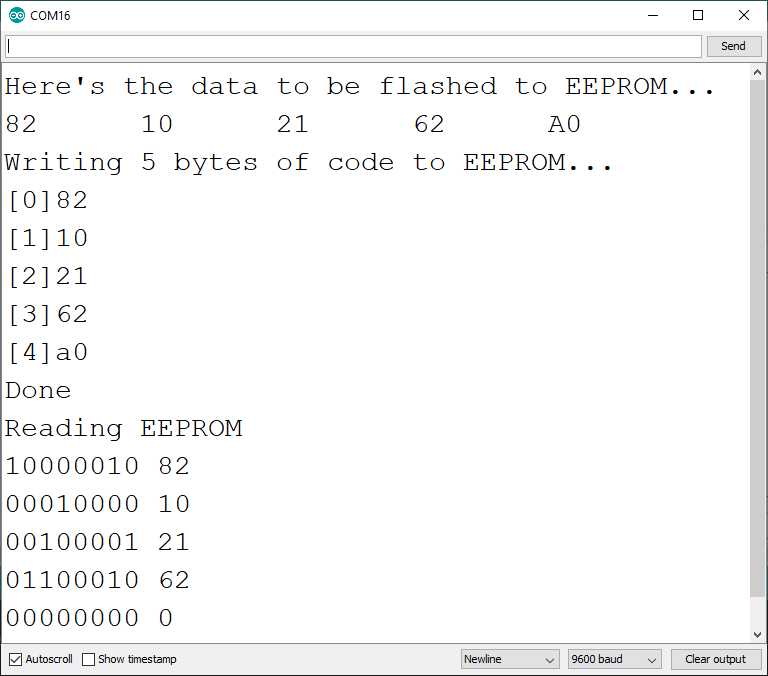 COM16
Send
Here's the data to be flashed to EEPROM...
82 10 21 62 A0
Writing 5 bytes of code to EEPROM...
[0]82
[1]10
[2]21
[3]62
[4]a0
Done
Reading EEPROM
10000010 82
00010000 10
00100001 21
01100010 62
00000000 0
Autoscroll Show timestamp Newline 9600 baud Clear output